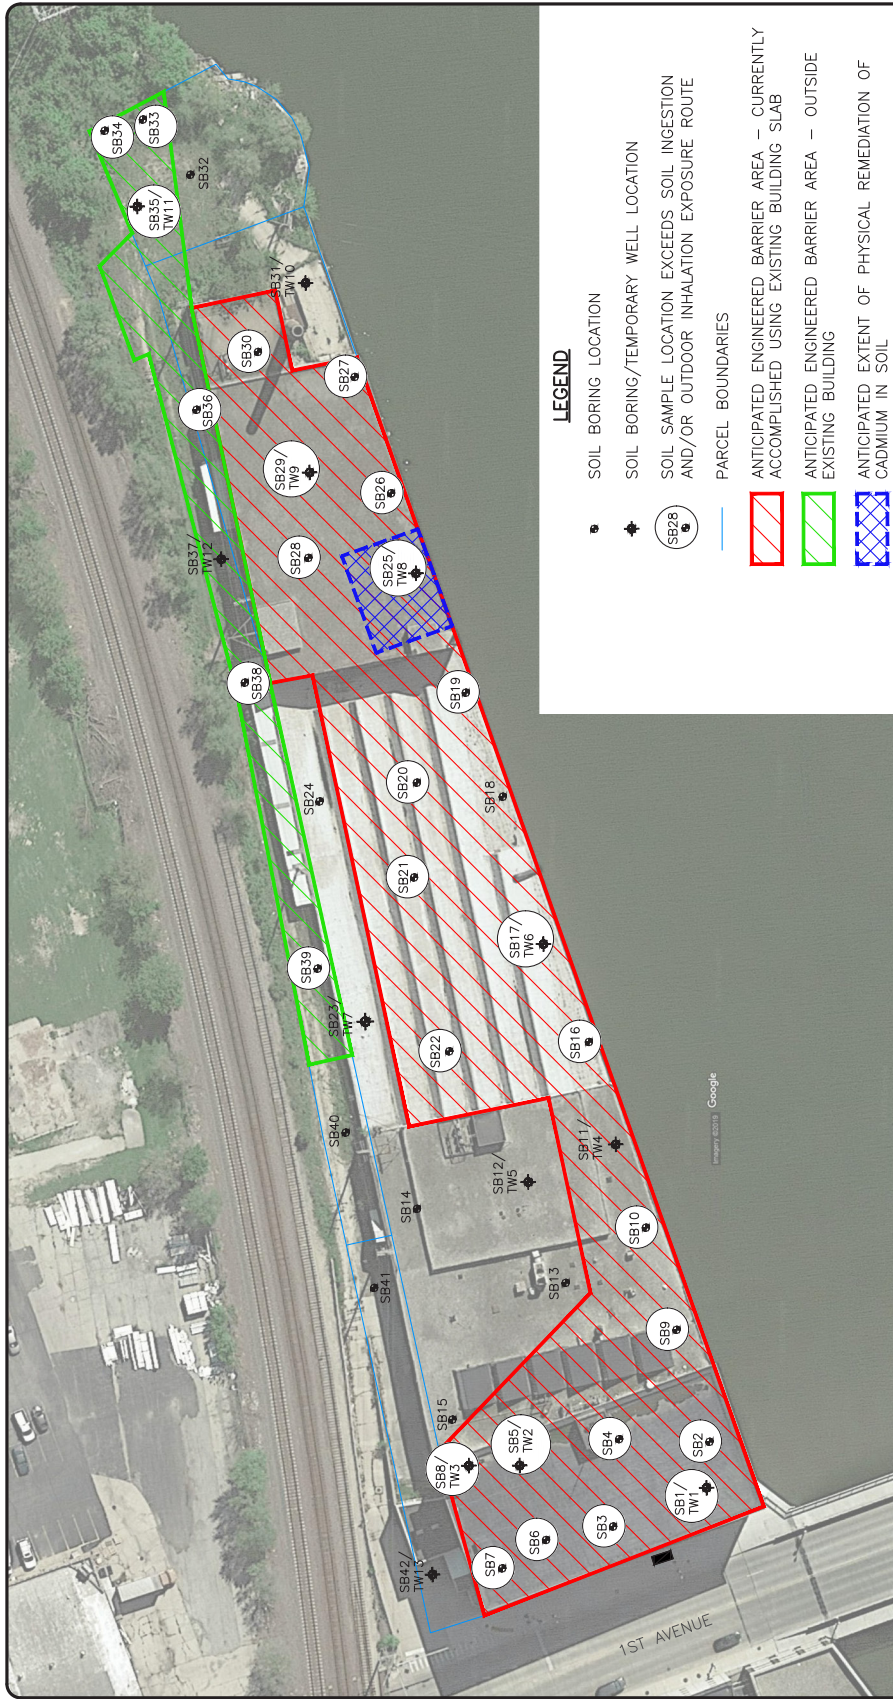 SB34
SB33
SB32
SB35/
TW11
SB31/
TW10
SB30
SB27
SB36
SB29/
TW9
SB26
SB37/
TW12
SB28
SB25/
TW8
SB38
SB19
SB24
SB20
SB18
SB21
SB17/
TW6
SB39
SB23/
TW7
SB22
SB16
SB40
SB11/
TW4
SB12/
TW5
SB14
SB10
SB41
SB13
SB9
SB15
SB5/
TW2
SB4
SB2
SB8/
TW3
SB1/
TW1
SB3
SB6
SB7
SB42/
TW13
1ST AVENUE
Imagery ©2019 Google
LEGEND
SOIL BORING LOCATION
SOIL BORING/TEMPORARY WELL LOCATION
SB28
SOIL SAMPLE LOCATION EXCEEDS SOIL INGESTION
AND/OR OUTDOOR INHALATION EXPOSURE ROUTE
PARCEL BOUNDARIES
ANTICIPATED ENGINEERED BARRIER AREA - CURRENTLY
ACCOMPLISHED USING EXISTING BUILDING SLAB
ANTICIPATED ENGINEERED BARRIER AREA - OUTSIDE
EXISTING BUILDING
ANTICIPATED EXTENT OF PHYSICAL REMEDIATION OF
CADMIUM IN SOIL